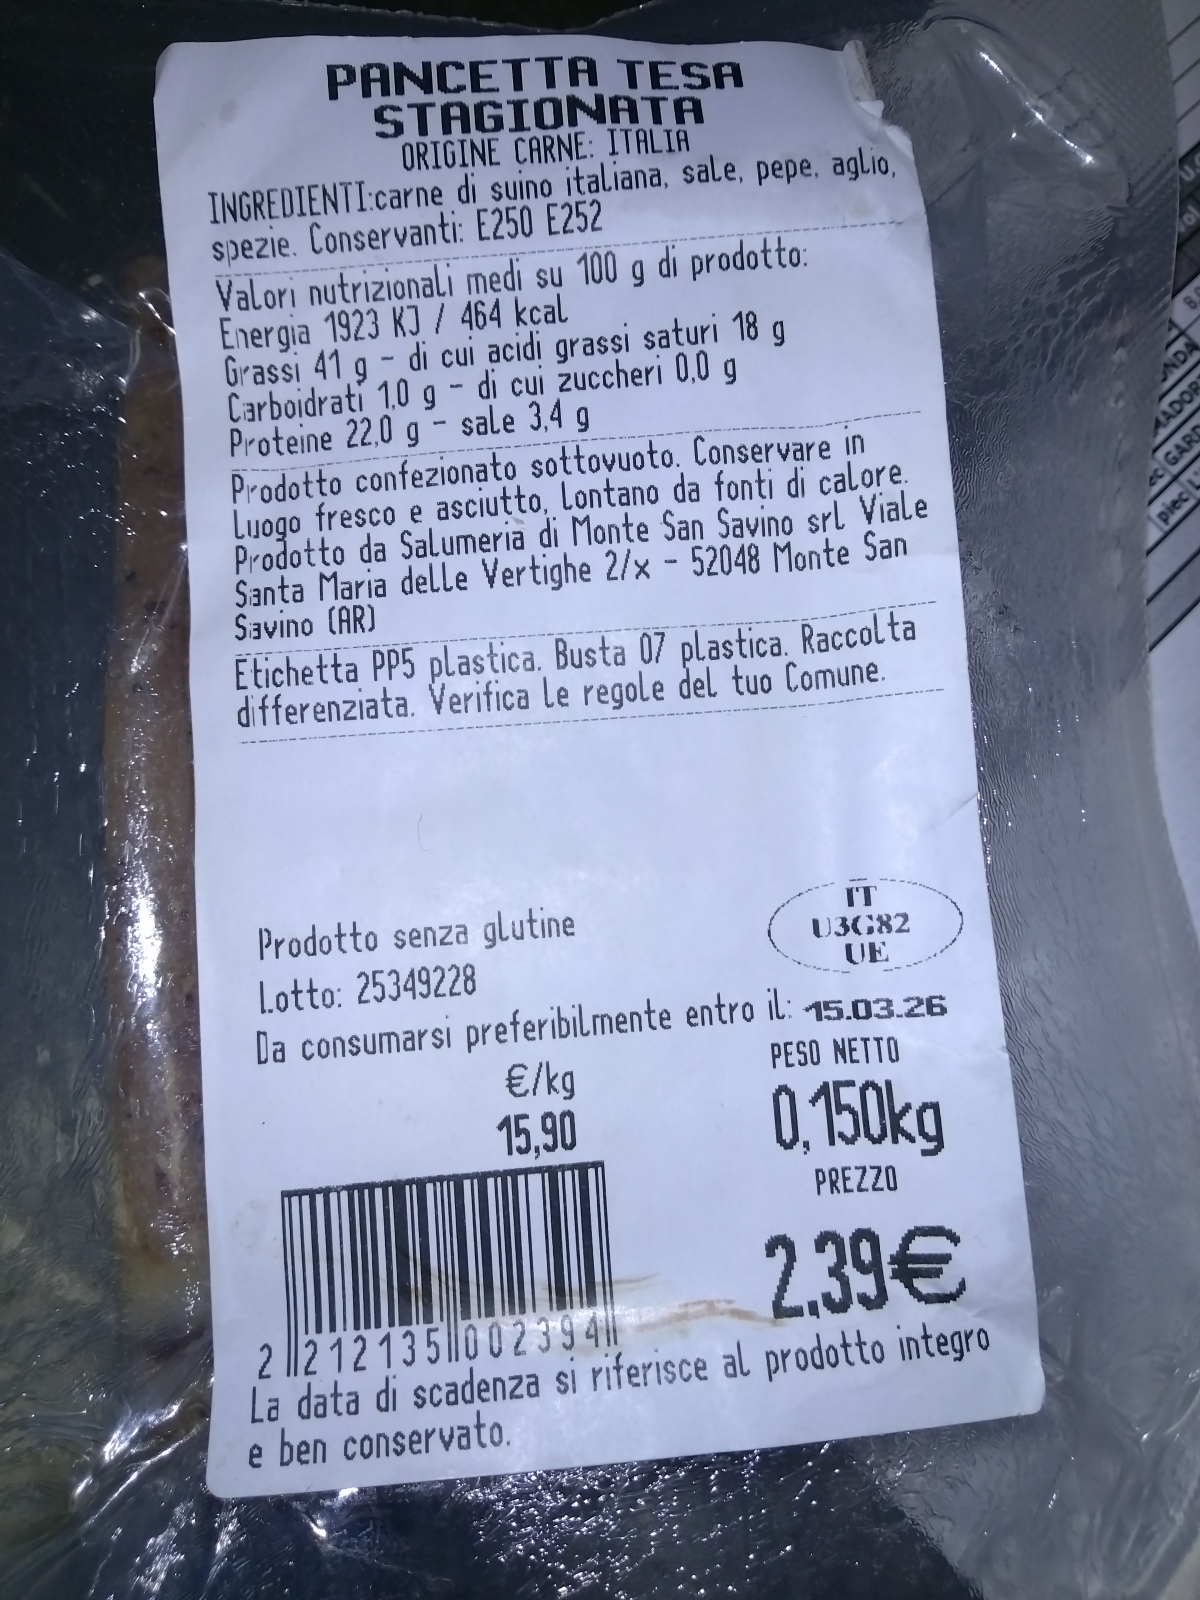 PANCETTA TESA
STAGIONATA
ORIGINE CARNE: ITALIA
INGREDIENTI:carne di suino italiana, sale, pepe, aglio,
spezie. Conservanti: E250 E252
Valori nutrizionali medi su 100 g di prodotto:
Energia 1923 KJ / 464 kcal
Grassi 41 g - di cui acidi grassi saturi 18 g
Carboidrati 1,0 g - di cui zuccheri 0,0 g
Proteine 22,0 g - sale 3,4 g
Prodotto confezionato sottovuoto. Conservare in
luogo fresco e asciutto, lontano da fonti di calore.
Prodotto da Salumeria di Monte San Savino srl Viale
Santa Maria delle Vertighe 2/x - 52048 Monte San
Savino (AR)
Etichetta PP5 plastica. Busta 07 plastica. Raccolta
differenziata. Verifica le regole del tuo Comune.
IT
U3G82
UE
Prodotto senza glutine
Lotto: 25349228
Da consumarsi preferibilmente entro il: 15.03.26
€/kg
15,90
PESO NETTO
0,150kg
PREZZO
2,39€
2 212135 002394
La data di scadenza si riferisce al prodotto integro
e ben conservato.